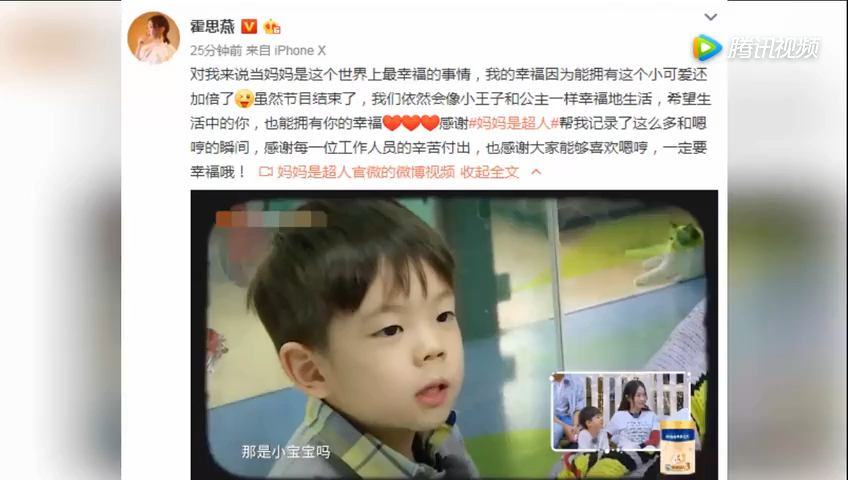 霍思燕
25分钟前 来自 iPhone X
腾讯视频
对我来说当妈妈是这个世界上最幸福的事情，我的幸福因为能拥有这个小可爱还
加倍了😜虽然节目结束了，我们依然会像小王子和公主一样幸福地生活，希望生
活中的你，也能拥有你的幸福❤❤❤感谢#妈妈是超人#帮我记录了这么多和嗯
哼的瞬间，感谢每一位工作人员的辛苦付出，也感谢大家能够喜欢嗯哼，一定要
幸福哦！ 妈妈是超人官微的微博视频 收起全文
那是小宝宝吗